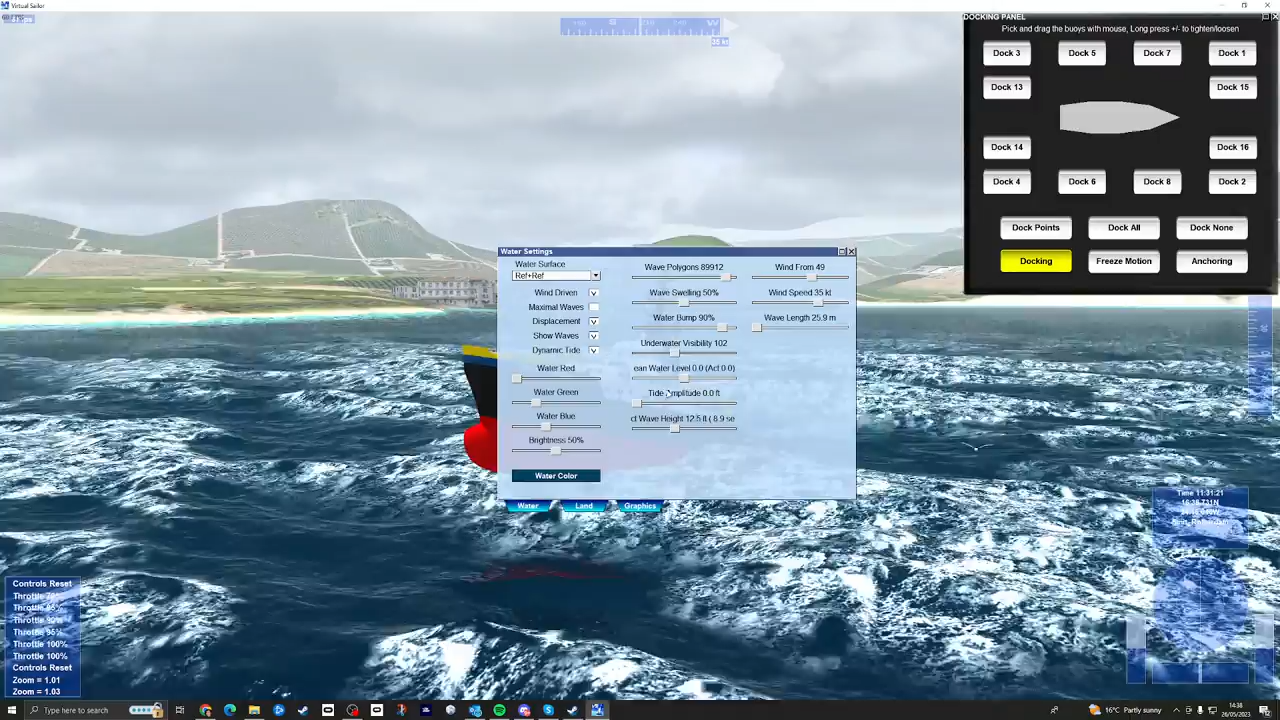 Virtual Sailor
35 kt
DOCKING PANEL
Pick and drag the buoys with mouse, Long press +/- to tighten/loosen
Dock 3
Dock 5
Dock 7
Dock 1
Dock 13
Dock 15
Dock 14
Dock 16
Dock 4
Dock 6
Dock 8
Dock 2
Dock Points
Dock All
Dock None
Docking
Freeze Motion
Anchoring
Water Settings
Water Surface
Ref+Ref
Wind Driven
Maximal Waves
Displacement
Show Waves
Dynamic Tide
Water Red
Water Green
Water Blue
Brightness 50%
Water Color
Wave Polygons 89912
Wave Swelling 50%
Water Bump 90%
Underwater Visibility 102
ean Water Level 0.0 (Act 0.0)
Tide Amplitude 0.0 ft
ct Wave Height 12.5 ft ( 8.9 se
Wind From 49
Wind Speed 35 kt
Wave Length 25.9 m
Water
Land
Graphics
Time 11:31:21
Controls Reset
Throttle 85%
Throttle 90%
Throttle 95%
Throttle 100%
Throttle 100%
Controls Reset
Zoom = 1.01
Zoom = 1.03
Type here to search
16°C Partly sunny
14:38
26/05/2023